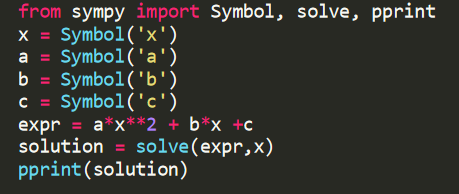 from sympy import Symbol, solve, pprint
x = Symbol('x')
a = Symbol('a')
b = Symbol('b')
c = Symbol('c')
expr = a*x**2 + b*x +c
solution = solve(expr,x)
pprint(solution)